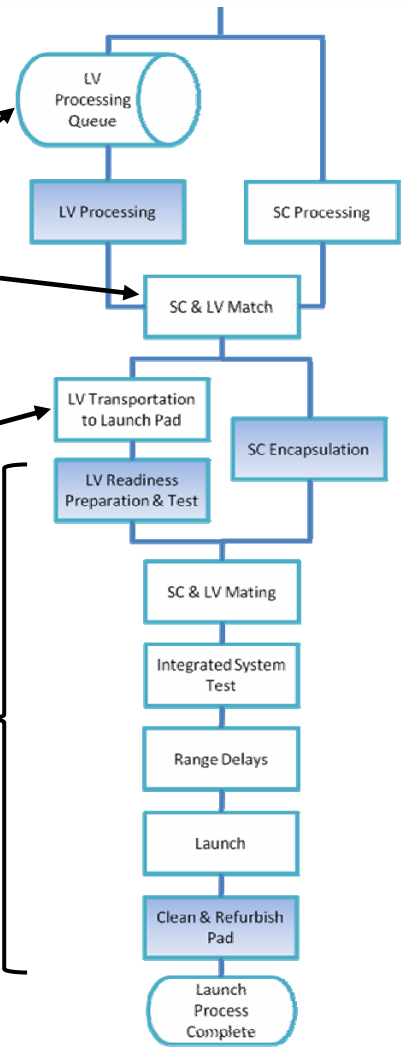 LV
Processing
Queue
LV Processing
SC Processing
SC & LV Match
LV Transportation
to Launch Pad
SC Encapsulation
LV Readiness
Preparation & Test
SC & LV Mating
Integrated System
Test
Range Delays
Launch
Clean & Refurbish
Pad
Launch
Process
Complete